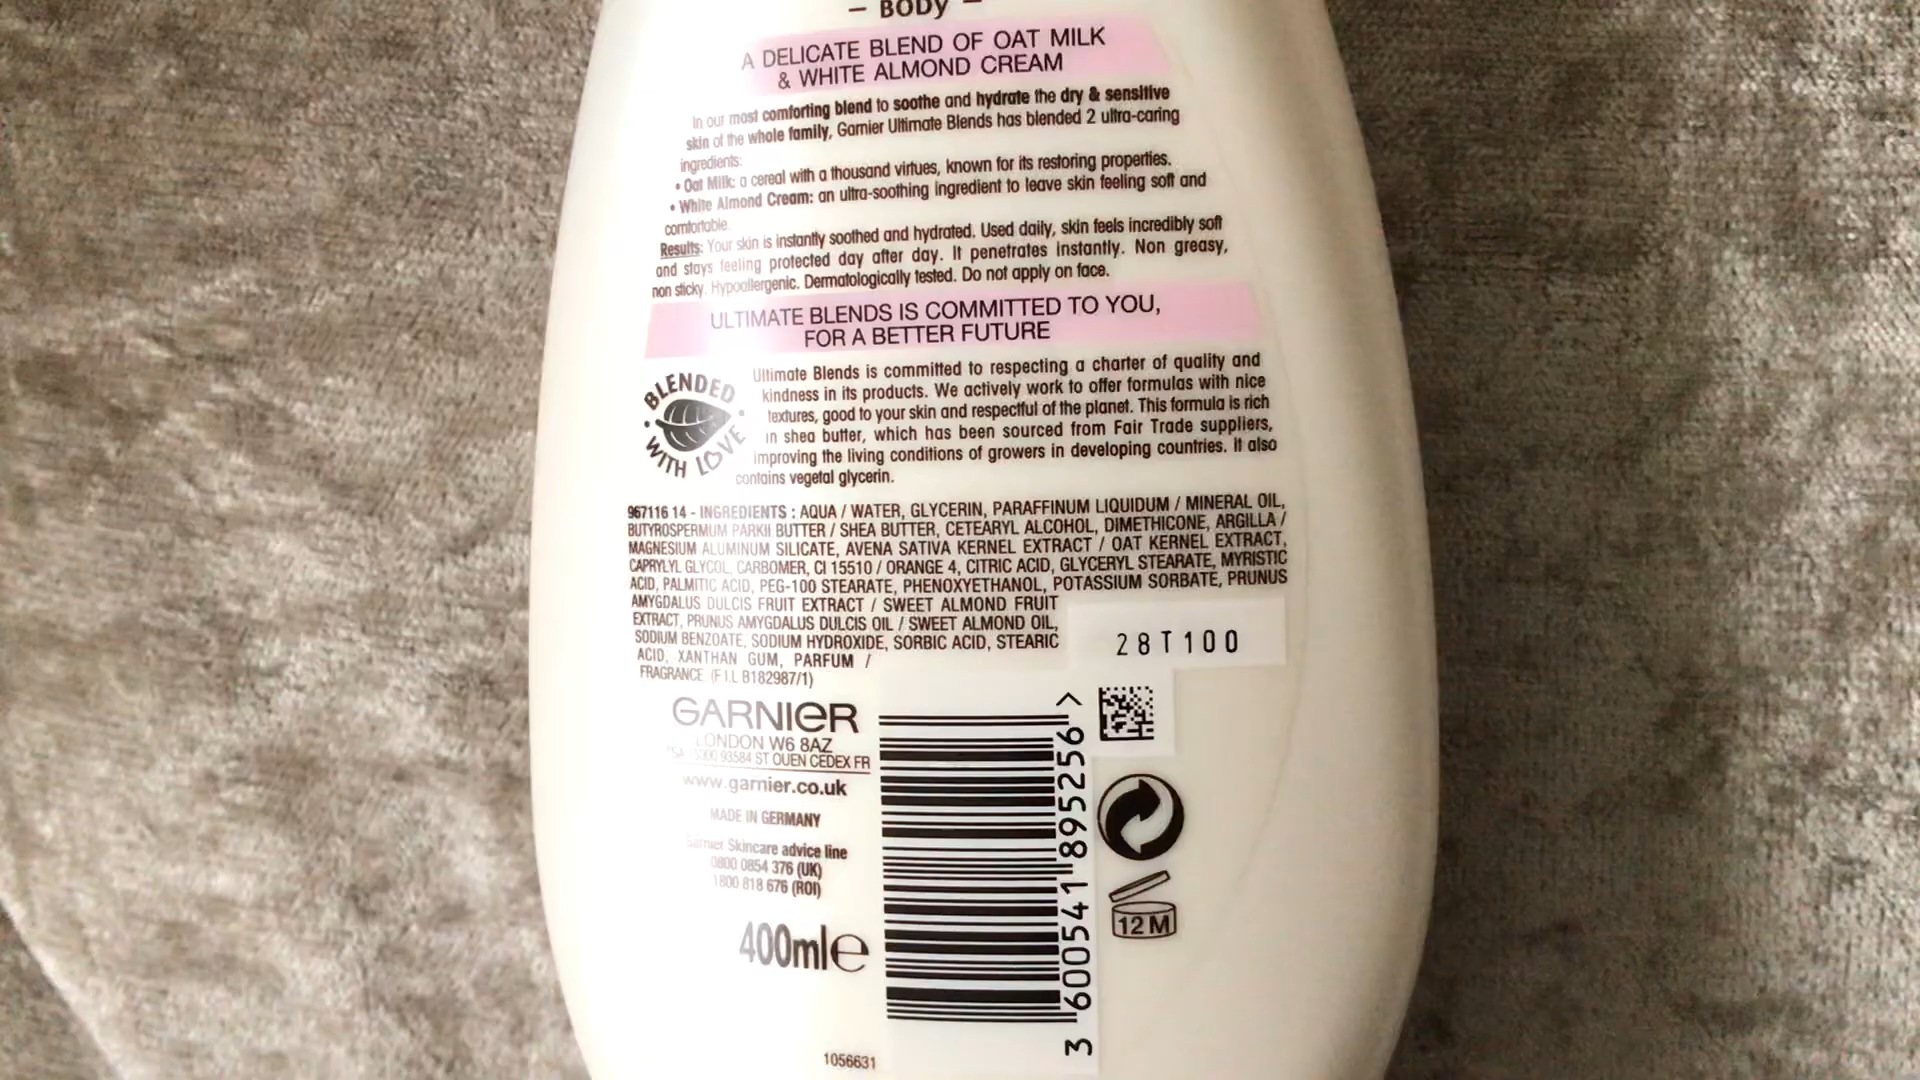 — BODY —
A DELICATE BLEND OF OAT MILK
& WHITE ALMOND CREAM
In our most comforting blend to soothe and hydrate the dry & sensitive
skin of the whole family, Garnier Ultimate Blends has blended 2 ultra-caring
ingredients:
• Oat Milk: a cereal with a thousand virtues, known for its restoring properties.
• White Almond Cream: an ultra-soothing ingredient to leave skin feeling soft and
comfortable.
Results: Your skin is instantly soothed and hydrated. Used daily, skin feels incredibly soft
and stays feeling protected day after day. It penetrates instantly. Non greasy,
non sticky. Hypoallergenic. Dermatologically tested. Do not apply on face.
ULTIMATE BLENDS IS COMMITTED TO YOU,
FOR A BETTER FUTURE
BLENDED
WITH LOVE
Ultimate Blends is committed to respecting a charter of quality and
kindness in its products. We actively work to offer formulas with nice
textures, good to your skin and respectful of the planet. This formula is rich
in shea butter, which has been sourced from Fair Trade suppliers,
improving the living conditions of growers in developing countries. It also
contains vegetal glycerin.
967116 14 - INGREDIENTS : AQUA / WATER, GLYCERIN, PARAFFINUM LIQUIDUM / MINERAL OIL,
BUTYROSPERMUM PARKII BUTTER / SHEA BUTTER, CETEARYL ALCOHOL, DIMETHICONE, ARGILLA /
MAGNESIUM ALUMINUM SILICATE, AVENA SATIVA KERNEL EXTRACT / OAT KERNEL EXTRACT,
CAPRYLYL GLYCOL, CARBOMER, CI 15510 / ORANGE 4, CITRIC ACID, GLYCERYL STEARATE, MYRISTIC
ACID, PALMITIC ACID, PEG-100 STEARATE, PHENOXYETHANOL, POTASSIUM SORBATE, PRUNUS
AMYGDALUS DULCIS FRUIT EXTRACT / SWEET ALMOND FRUIT
EXTRACT, PRUNUS AMYGDALUS DULCIS OIL / SWEET ALMOND OIL,
SODIUM BENZOATE, SODIUM HYDROXIDE, SORBIC ACID, STEARIC
ACID, XANTHAN GUM, PARFUM /
FRAGRANCE (F.I.L. B182987/1)
28T100
GARNIER
LONDON W6 8AZ
93584 ST OUEN CEDEX FR
www.garnier.co.uk
MADE IN GERMANY
Garnier Skincare advice line
0800 0854 376 (UK)
1800 818 676 (ROI)
400ml e
3 600541 895256 >
12 M
1056631